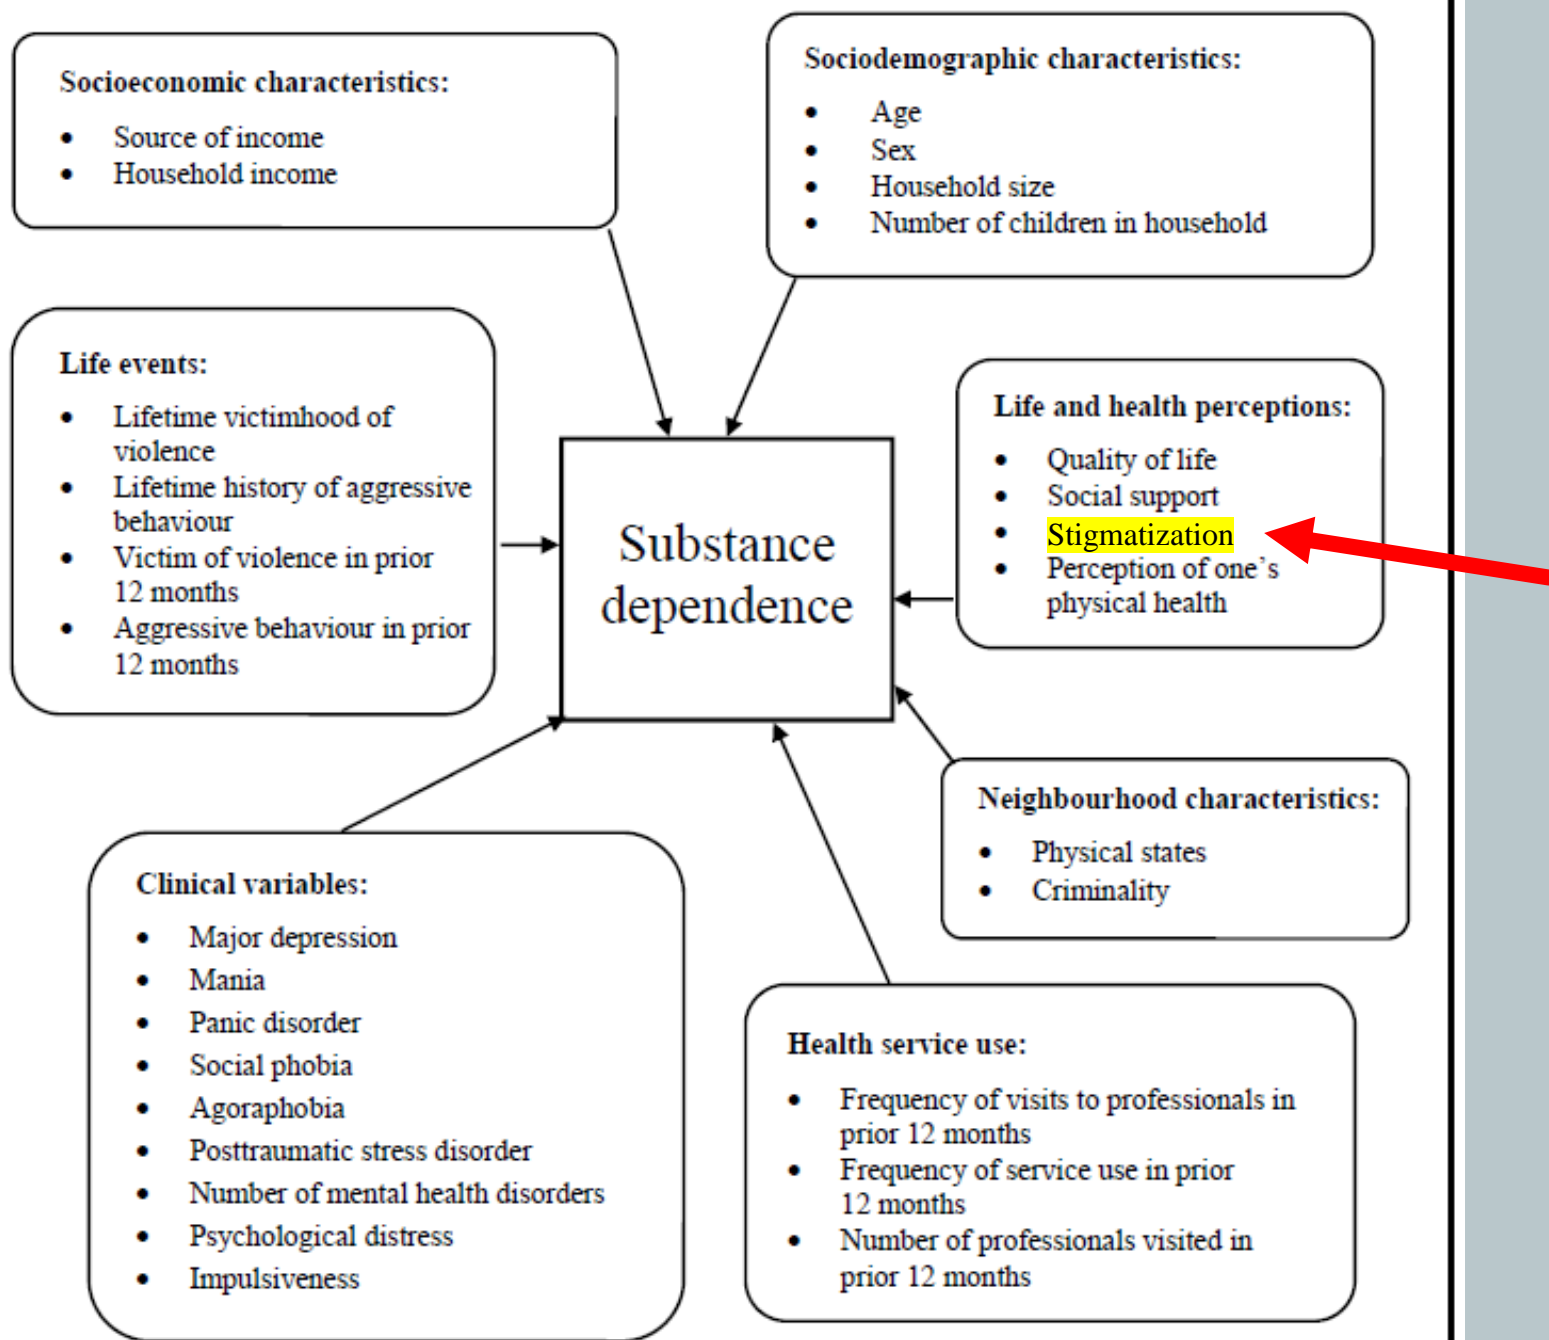 Socioeconomic characteristics:
• Source of income
• Household income
Sociodemographic characteristics:
• Age
• Sex
• Household size
• Number of children in household
Life events:
• Lifetime victimhood of
violence
• Lifetime history of aggressive
behaviour
• Victim of violence in prior
12 months
• Aggressive behaviour in prior
12 months
Substance
dependence
Life and health perceptions:
• Quality of life
• Social support
• Stigmatization
• Perception of one’s
physical health
Neighbourhood characteristics:
• Physical states
• Criminality
Clinical variables:
• Major depression
• Mania
• Panic disorder
• Social phobia
• Agoraphobia
• Posttraumatic stress disorder
• Number of mental health disorders
• Psychological distress
• Impulsiveness
Health service use:
• Frequency of visits to professionals in
prior 12 months
• Frequency of service use in prior
12 months
• Number of professionals visited in
prior 12 months